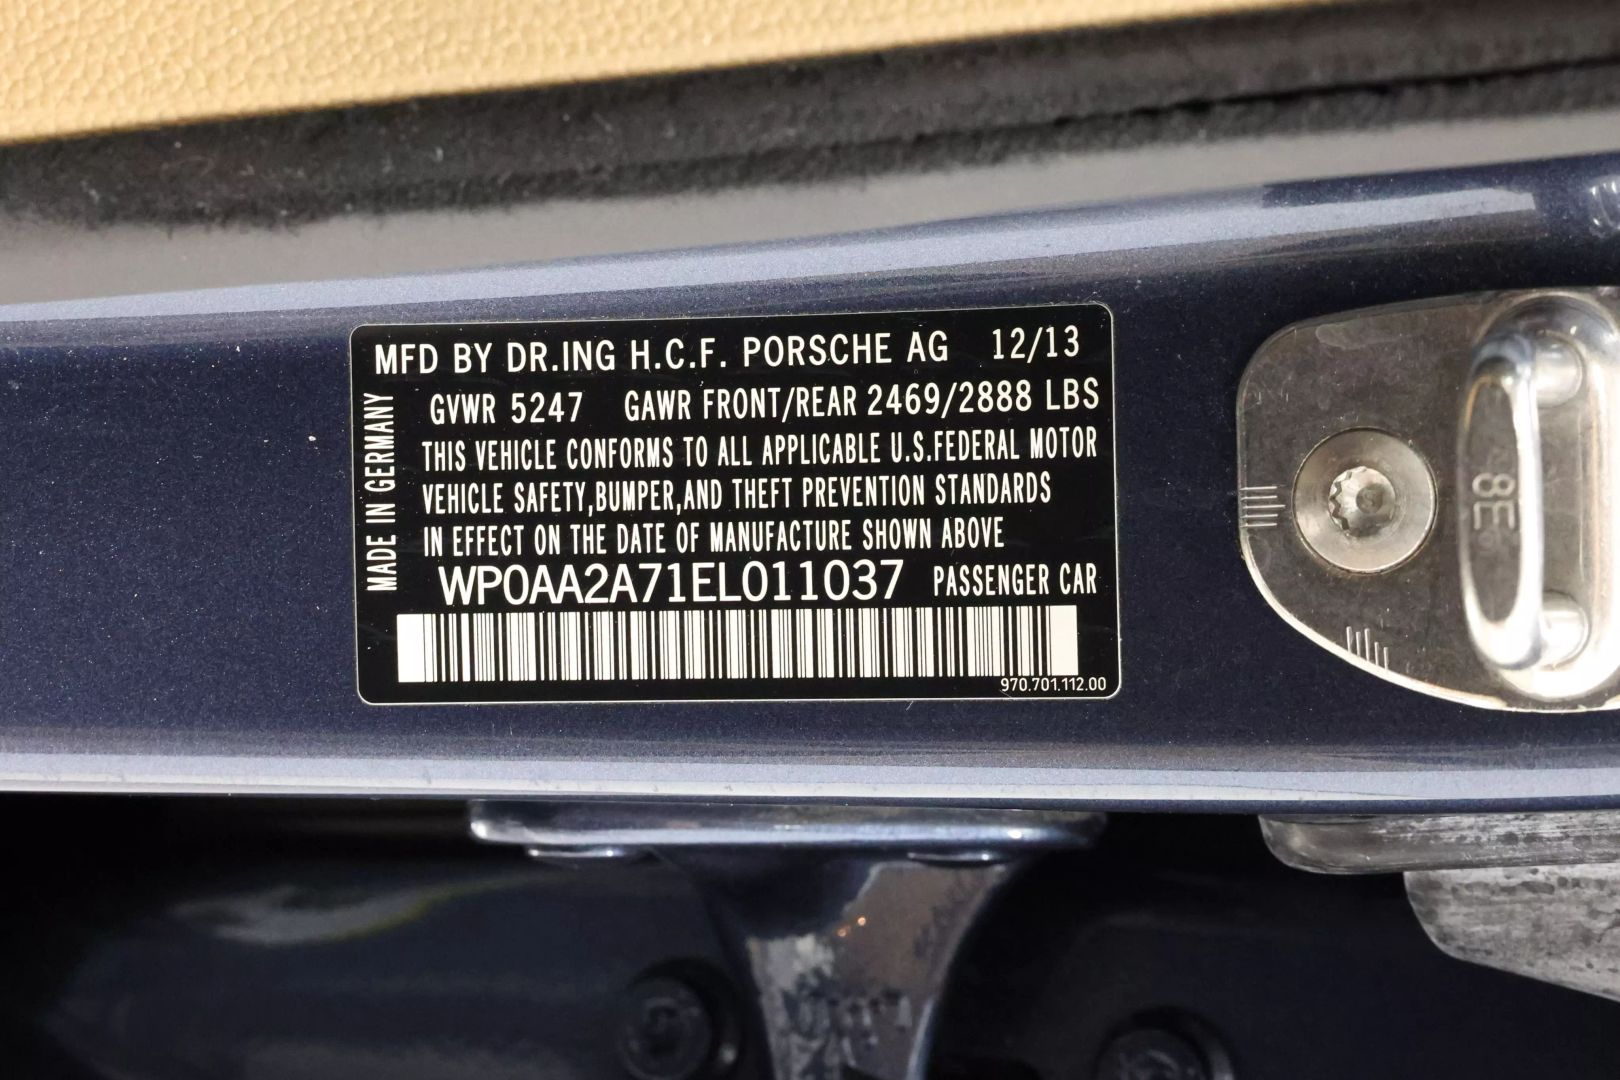 MFD BY DR.ING H.C.F. PORSCHE AG 12/13
GVWR 5247 GAWR FRONT/REAR 2469/2888 LBS
THIS VEHICLE CONFORMS TO ALL APPLICABLE U.S.FEDERAL MOTOR
VEHICLE SAFETY,BUMPER,AND THEFT PREVENTION STANDARDS
IN EFFECT ON THE DATE OF MANUFACTURE SHOWN ABOVE
MADE IN GERMANY
WP0AA2A71EL011037 PASSENGER CAR
970.701.112.00
8E